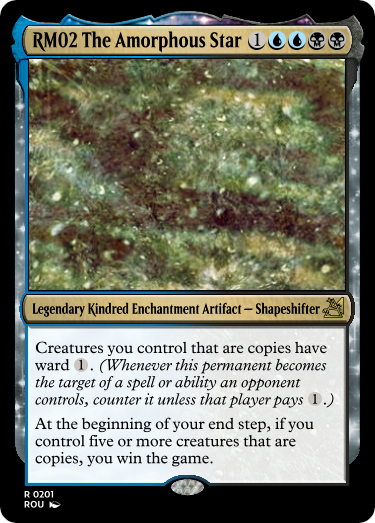 RM02 The Amorphous Star 1
Legendary Kindred Enchantment Artifact — Shapeshifter
Creatures you control that are copies have
ward 1. (Whenever this permanent becomes
the target of a spell or ability an opponent
controls, counter it unless that player pays 1.)
At the beginning of your end step, if you
control five or more creatures that are
copies, you win the game.
R 0201
ROU